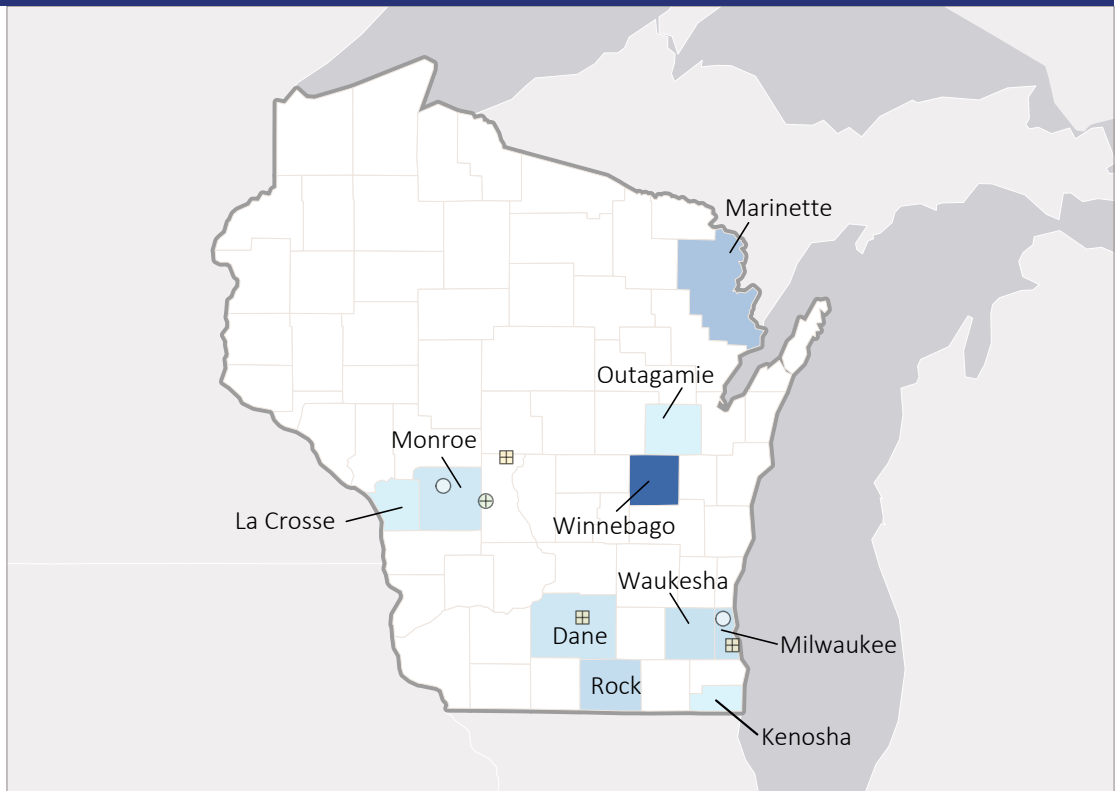 Marinette
Outagamie
Monroe
La Crosse
Winnebago
Waukesha
Dane
Milwaukee
Rock
Kenosha